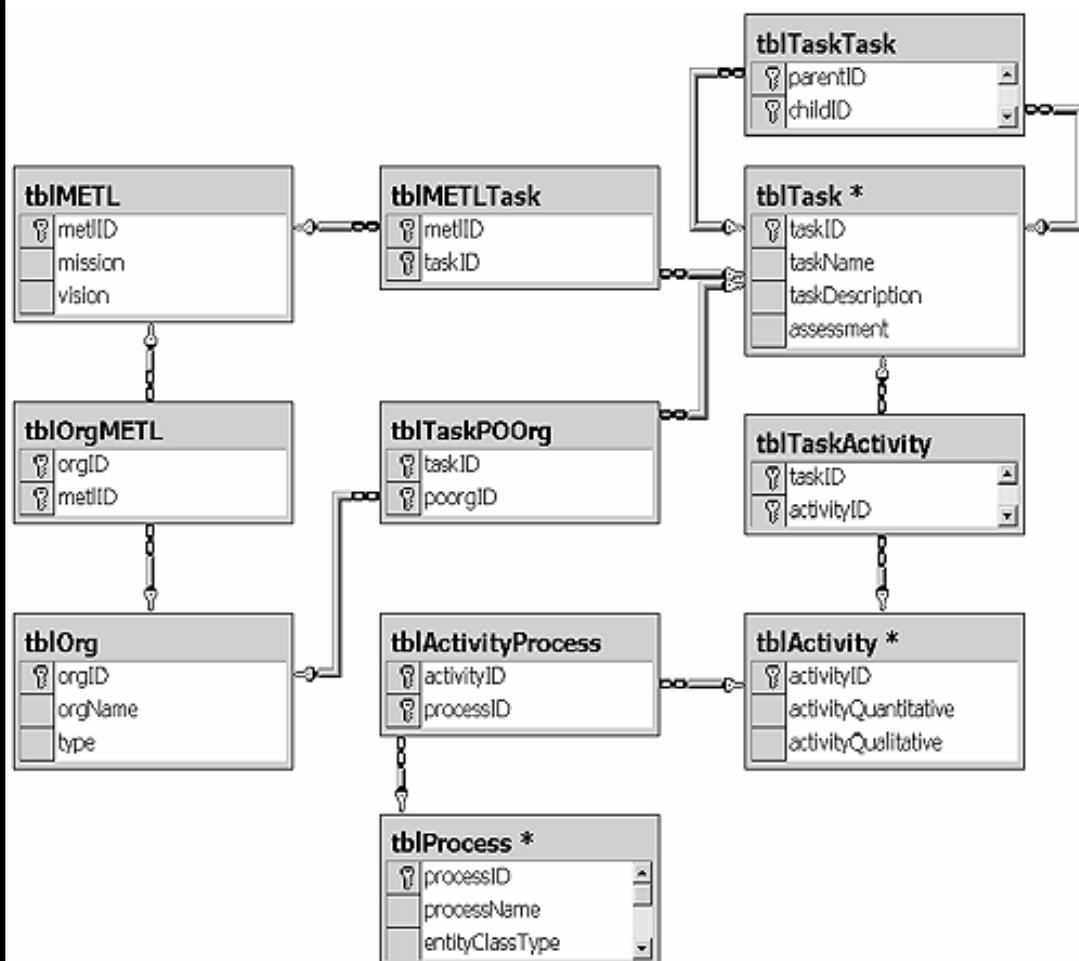 tblTaskTask
parentID
childID
tblMETL
metlID
mission
vision
tblMETLTask
metlID
taskID
tblTask *
taskID
taskName
taskDescription
assessment
tblOrgMETL
orgID
metlID
tblTaskPOOrg
taskID
poorgID
tblTaskActivity
taskID
activityID
tblOrg
orgID
orgName
type
tblActivityProcess
activityID
processID
tblActivity *
activityID
activityQuantitative
activityQualitative
tblProcess *
processID
processName
entityClassType